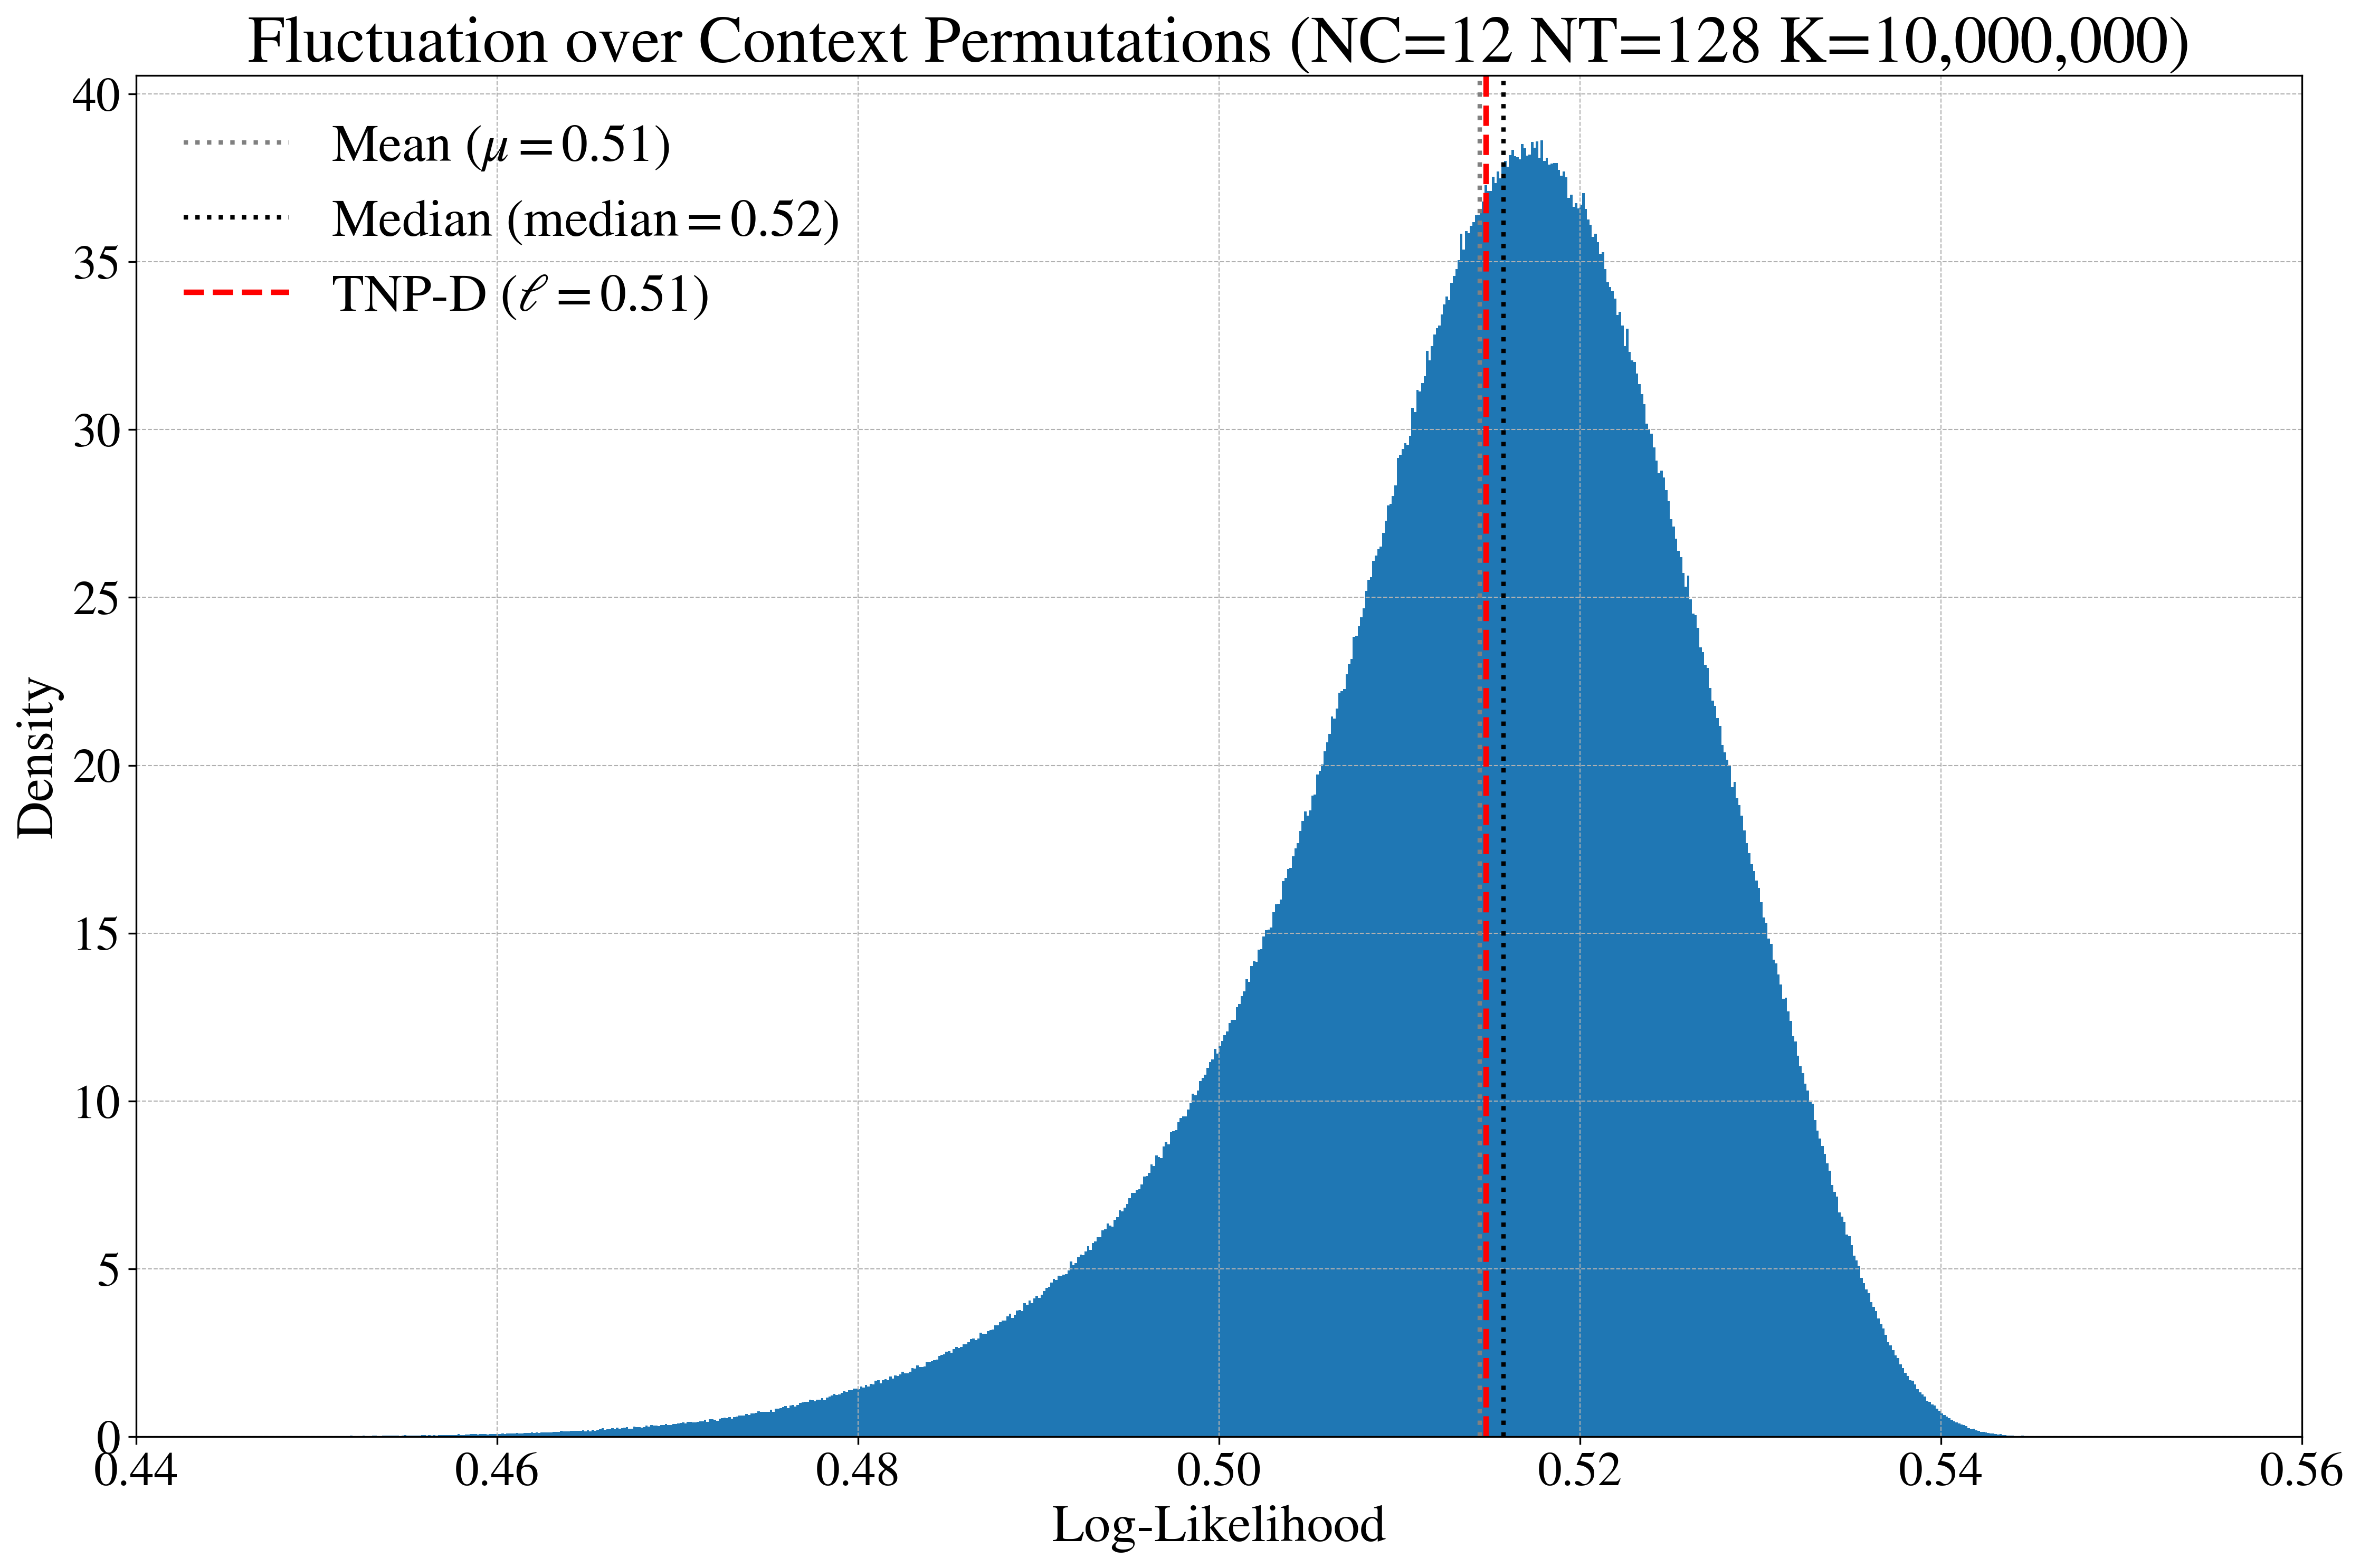 Fluctuation over Context Permutations (NC=12 NT=128 K=10,000,000)
Mean (μ = 0.51)
Median (median = 0.52)
TNP-D (ℓ = 0.51)
Density
40
35
30
25
20
15
10
5
0
0.44 0.46 0.48 0.50 0.52 0.54 0.56
Log-Likelihood